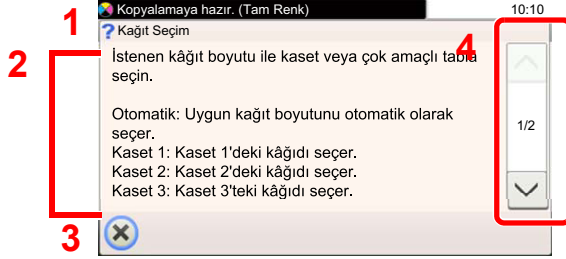 Kopyalamaya hazır. (Tam Renk) 10:10
1
? Kağıt Seçim
4
2
İstenen kâğıt boyutu ile kaset veya çok amaçlı tabla
seçin.
Otomatik: Uygun kağıt boyutunu otomatik olarak
seçer.
1/2
Kaset 1: Kaset 1'deki kâğıdı seçer.
Kaset 2: Kaset 2'deki kâğıdı seçer.
Kaset 3: Kaset 3'teki kâğıdı seçer.
3